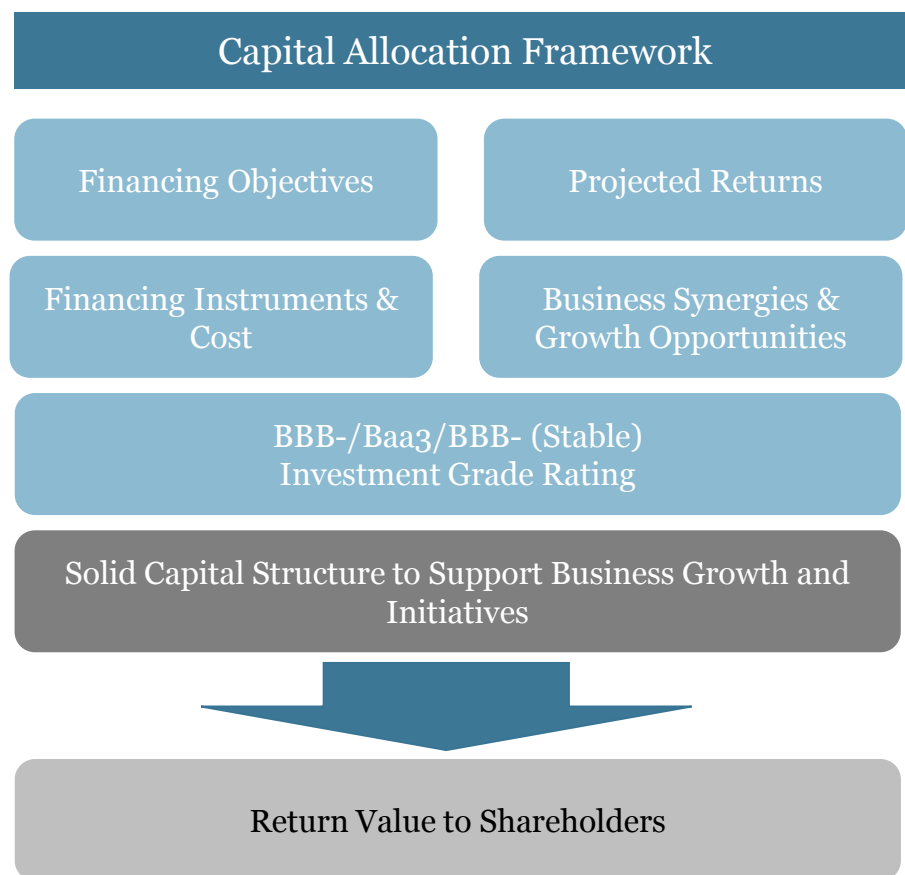 Capital Allocation Framework
Financing Objectives
Projected Returns
Financing Instruments &
Cost
Business Synergies &
Growth Opportunities
BBB-/Baa3/BBB- (Stable)
Investment Grade Rating
Solid Capital Structure to Support Business Growth and
Initiatives
Return Value to Shareholders